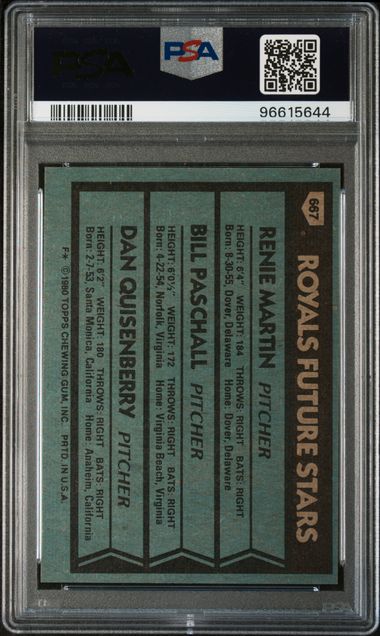 PSA
PSA
96615644
667
ROYALS FUTURE STARS
RENIE MARTIN PITCHER
HEIGHT: 6'4" WEIGHT: 184 THROWS: RIGHT BATS: RIGHT
Born: 8-30-55, Dover, Delaware Home: Dover, Delaware
BILL PASCHALL PITCHER
HEIGHT: 6'0½" WEIGHT: 172 THROWS: RIGHT BATS: RIGHT
Born: 4-22-54, Norfolk, Virginia Home: Virginia Beach, Virginia
DAN QUISENBERRY PITCHER
HEIGHT: 6'2" WEIGHT: 180 THROWS: RIGHT BATS: RIGHT
Born: 2-7-53, Santa Monica, California Home: Anaheim, California
F* © 1980 TOPPS CHEWING GUM, INC. PRTD. IN U.S.A.